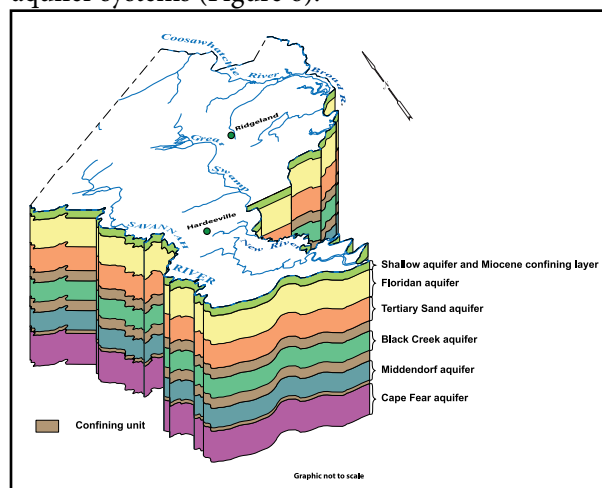 aquifer systems (Figure 6).
Coosawhatchie
River
Broad R.
Ridgeland
Great
Swamp
Hardeeville
SAVANNAH
RIVER
New River
Shallow aquifer and Miocene confining layer
Floridan aquifer
Tertiary Sand aquifer
Black Creek aquifer
Middendorf aquifer
Cape Fear aquifer
Confining unit
Graphic not to scale